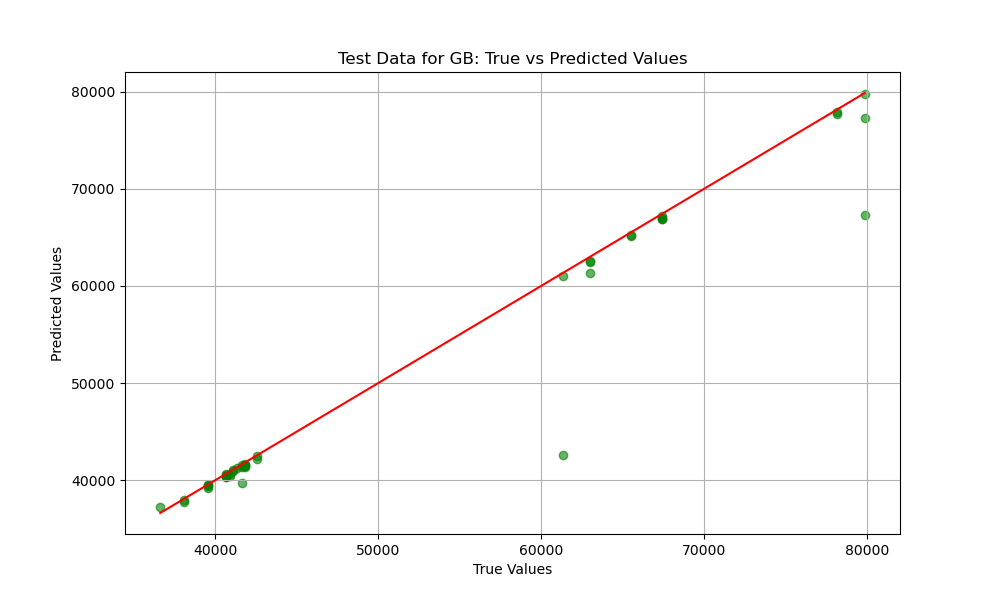 Test Data for GB: True vs Predicted Values
80000
70000
60000
50000
40000
Predicted Values
40000 50000 60000 70000 80000
True Values